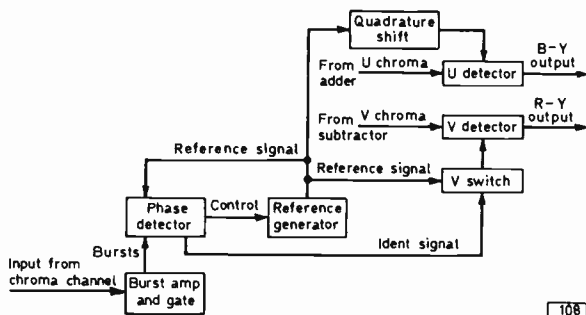 Quadrature
shift
B-Y
output
From
adder
U chroma
U detector
R-Y
output
From
subtractor
V chroma
V detector
Reference signal
Reference signal
V switch
Phase
detector
Control
Reference
generator
Ident signal
Bursts
Input from
chroma channel
Burst amp
and gate
108